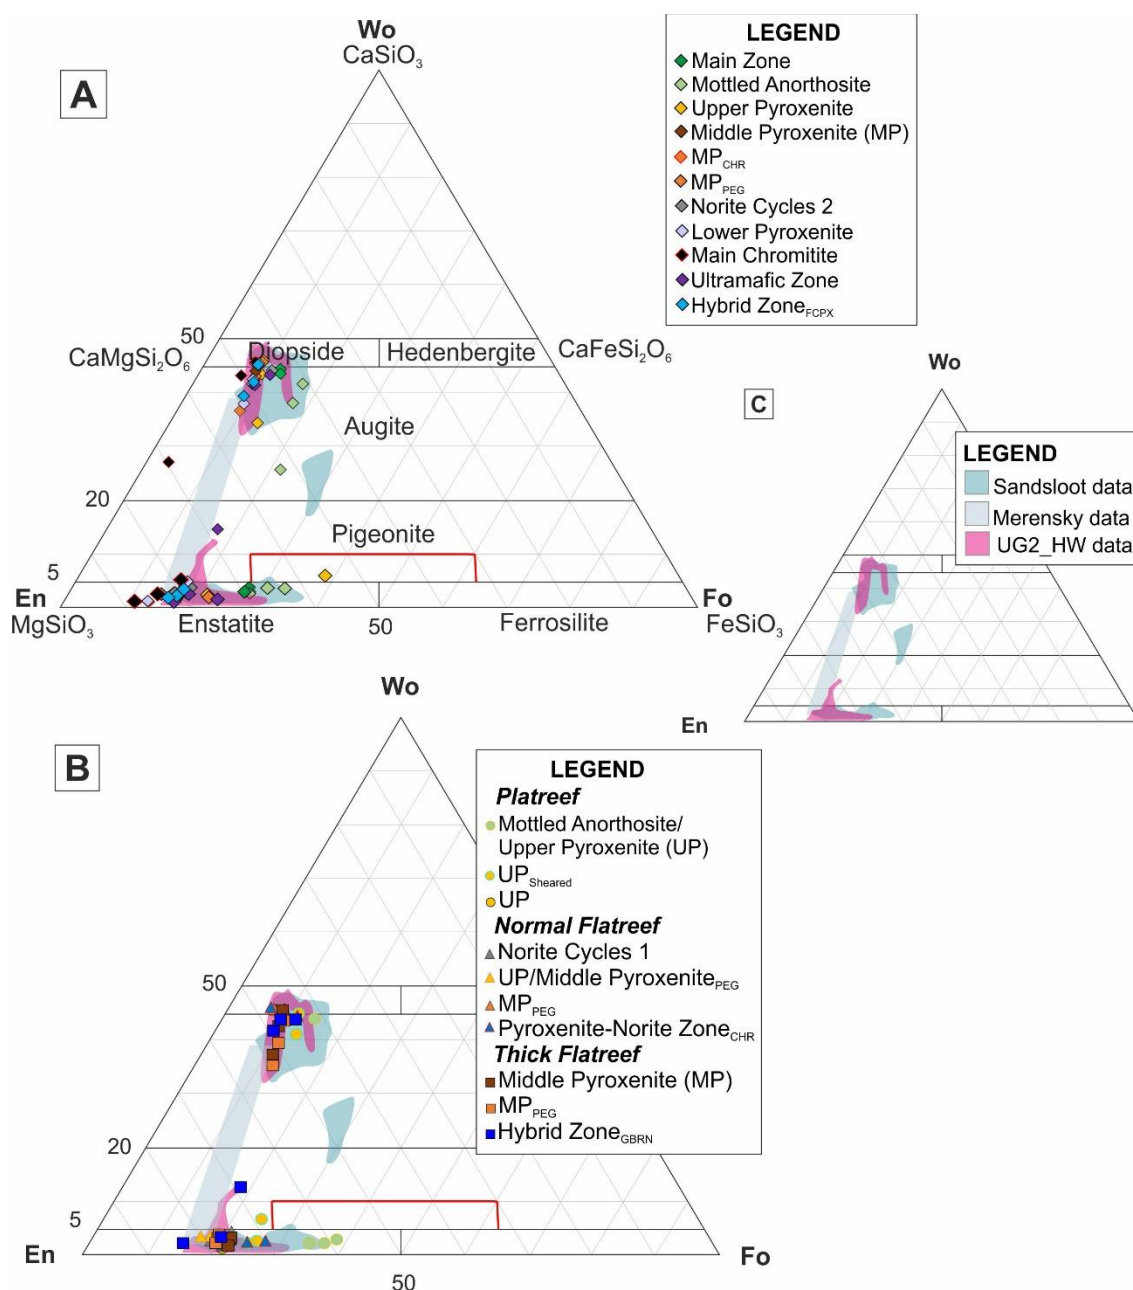 A
Wo
CaSiO3
LEGEND
Main Zone
Mottled Anorthosite
Upper Pyroxenite
Middle Pyroxenite (MP)
MPCHR
MPPEG
Norite Cycles 2
Lower Pyroxenite
Main Chromitite
Ultramafic Zone
Hybrid ZoneFCPX
50
CaMgSi2O6
Diopside
Hedenbergite
CaFeSi2O6
Augite
20
Pigeonite
5
En
MgSiO3
Enstatite
50
Ferrosilite
Fo
FeSiO3
C
Wo
LEGEND
Sandsloot data
Merensky data
UG2_HW data
En
B
Wo
LEGEND
Platreef
Mottled Anorthosite/
Upper Pyroxenite (UP)
UPSheared
UP
Normal Flatreef
Norite Cycles 1
UP/Middle PyroxenitePEG
MPPEG
Pyroxenite-Norite ZoneCHR
Thick Flatreef
Middle Pyroxenite (MP)
MPPEG
Hybrid ZoneGBRN
50
20
5
En
50
Fo